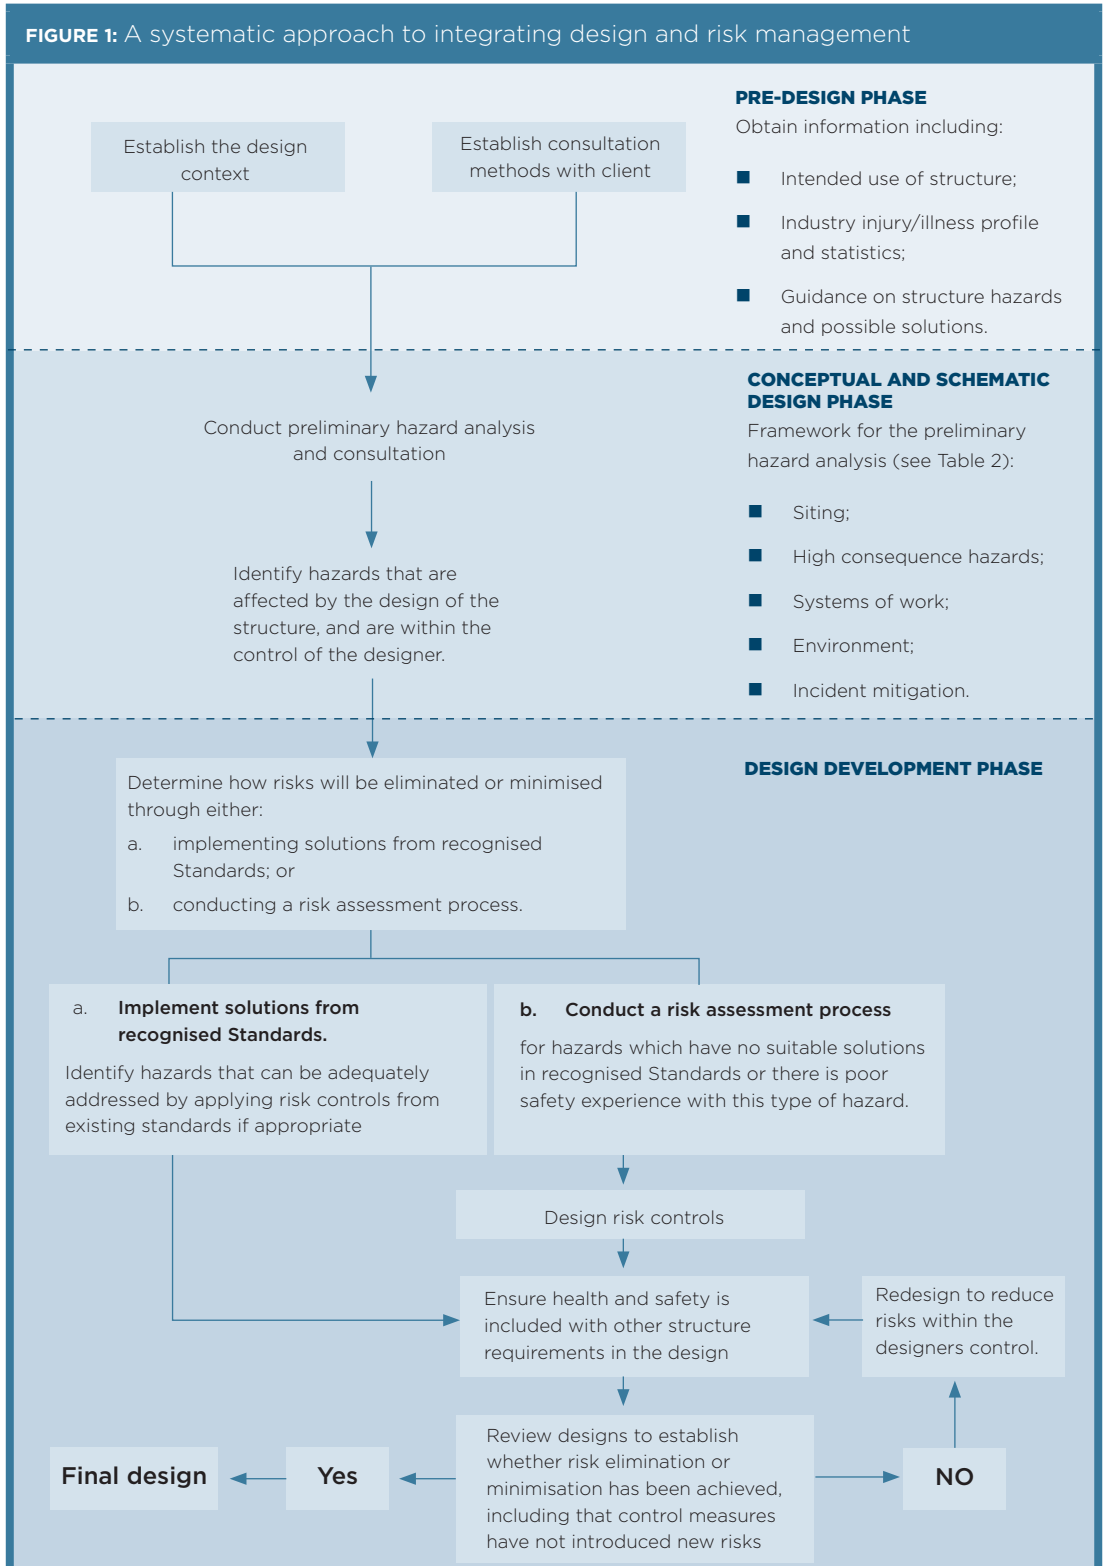 FIGURE 1: A systematic approach to integrating design and risk management
Establish the design
context
Establish consultation
methods with client
PRE-DESIGN PHASE
Obtain information including:
■ Intended use of structure;
■ Industry injury/illness profile
and statistics;
■ Guidance on structure hazards
and possible solutions.
Conduct preliminary hazard analysis
and consultation
Identify hazards that are
affected by the design of the
structure, and are within the
control of the designer.
CONCEPTUAL AND SCHEMATIC
DESIGN PHASE
Framework for the preliminary
hazard analysis (see Table 2):
■ Siting;
■ High consequence hazards;
■ Systems of work;
■ Environment;
■ Incident mitigation.
DESIGN DEVELOPMENT PHASE
Determine how risks will be eliminated or minimised
through either:
a. implementing solutions from recognised
Standards; or
b. conducting a risk assessment process.
a. Implement solutions from
recognised Standards.
Identify hazards that can be adequately
addressed by applying risk controls from
existing standards if appropriate
b. Conduct a risk assessment process
for hazards which have no suitable solutions
in recognised Standards or there is poor
safety experience with this type of hazard.
Design risk controls
Ensure health and safety is
included with other structure
requirements in the design
Redesign to reduce
risks within the
designers control.
Review designs to establish
whether risk elimination or
minimisation has been achieved,
including that control measures
have not introduced new risks
Final design
Yes
NO